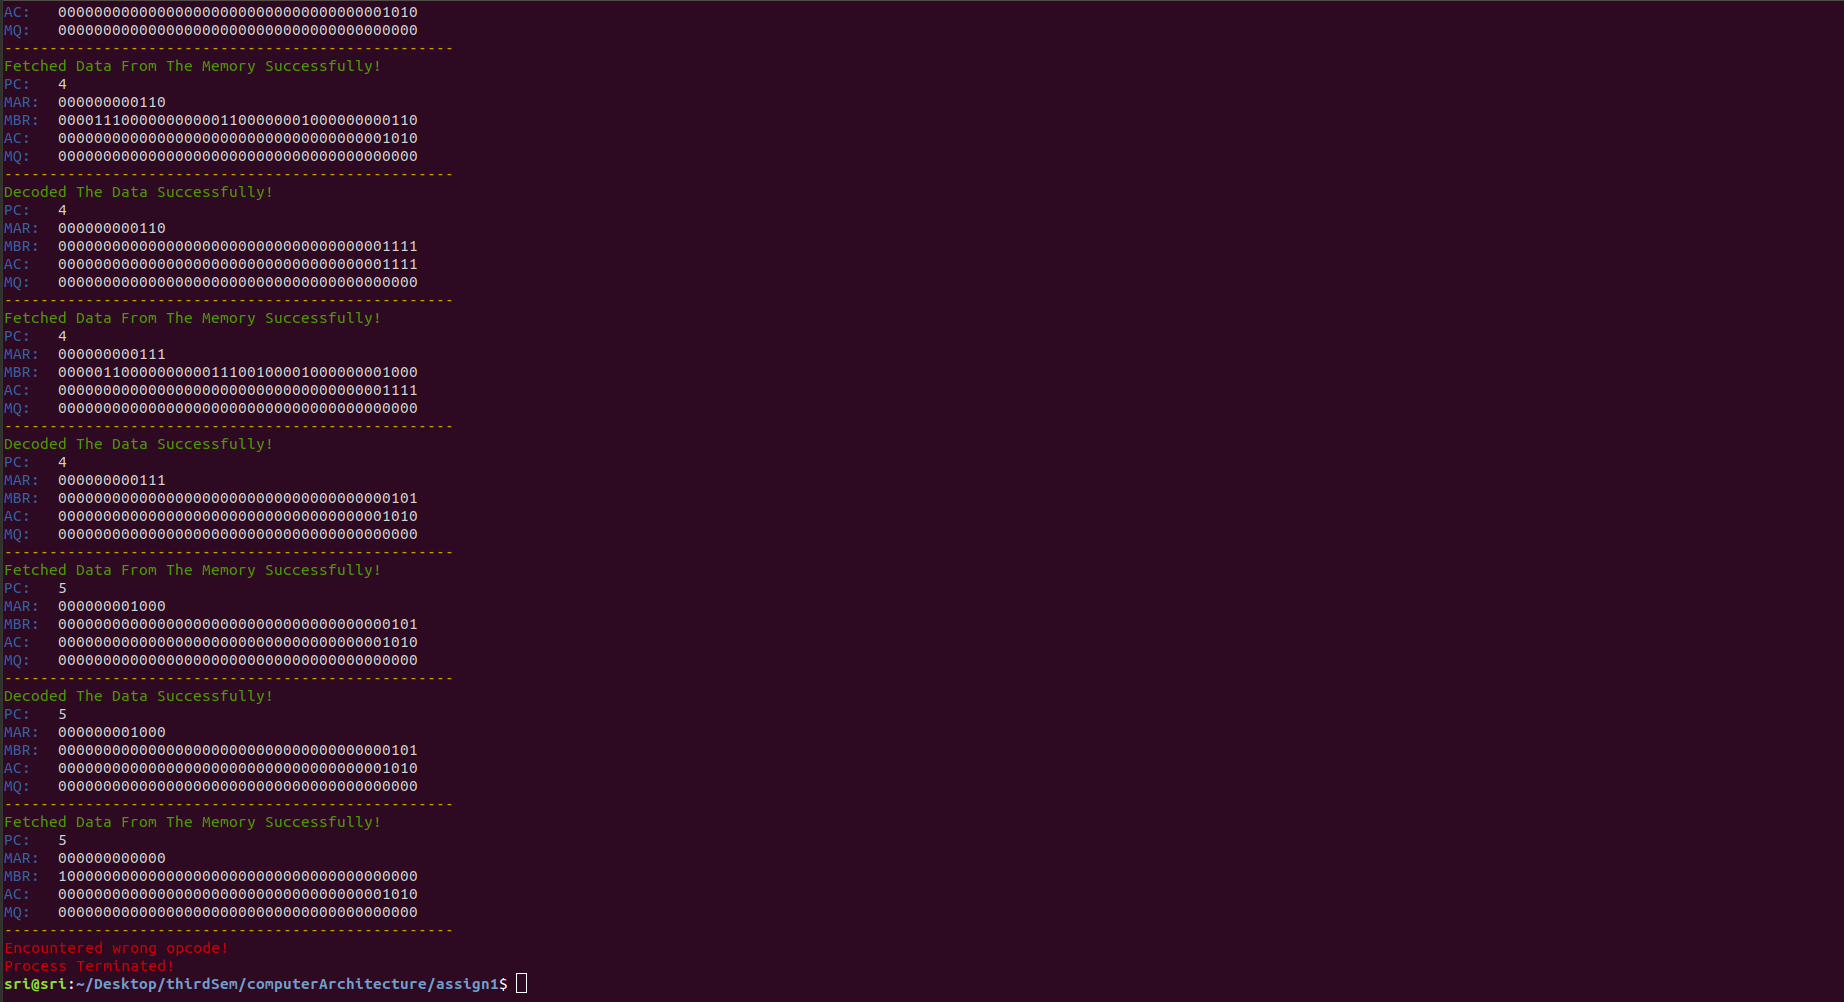 AC: 0000000000000000000000000000000000001010
MQ: 0000000000000000000000000000000000000000
--------------------------------------------------
Fetched Data From The Memory Successfully!
PC: 4
MAR: 000000000110
MBR: 0000111000000000011000000001000000000110
AC: 0000000000000000000000000000000000001010
MQ: 0000000000000000000000000000000000000000
--------------------------------------------------
Decoded The Data Successfully!
PC: 4
MAR: 000000000110
MBR: 0000000000000000000000000000000000001111
AC: 0000000000000000000000000000000000001111
MQ: 0000000000000000000000000000000000000000
--------------------------------------------------
Fetched Data From The Memory Successfully!
PC: 4
MAR: 000000000111
MBR: 0000011000000000011100100001000000001000
AC: 0000000000000000000000000000000000001111
MQ: 0000000000000000000000000000000000000000
--------------------------------------------------
Decoded The Data Successfully!
PC: 4
MAR: 000000000111
MBR: 0000000000000000000000000000000000000101
AC: 0000000000000000000000000000000000001010
MQ: 0000000000000000000000000000000000000000
--------------------------------------------------
Fetched Data From The Memory Successfully!
PC: 5
MAR: 000000001000
MBR: 0000000000000000000000000000000000000101
AC: 0000000000000000000000000000000000001010
MQ: 0000000000000000000000000000000000000000
--------------------------------------------------
Decoded The Data Successfully!
PC: 5
MAR: 000000001000
MBR: 0000000000000000000000000000000000000101
AC: 0000000000000000000000000000000000001010
MQ: 0000000000000000000000000000000000000000
--------------------------------------------------
Fetched Data From The Memory Successfully!
PC: 5
MAR: 000000000000
MBR: 1000000000000000000000000000000000000000
AC: 0000000000000000000000000000000000001010
MQ: 0000000000000000000000000000000000000000
--------------------------------------------------
Encountered wrong opcode!
Process Terminated!
sri@sri:~/Desktop/thirdSem/computerArchitecture/assign1$